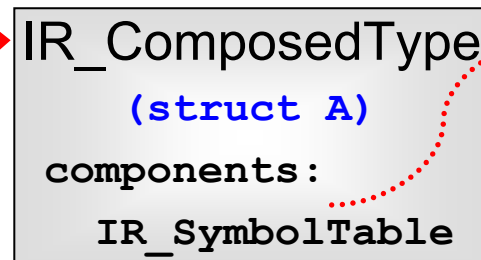 IR_ComposedType
(struct A)
components:
IR_SymbolTable